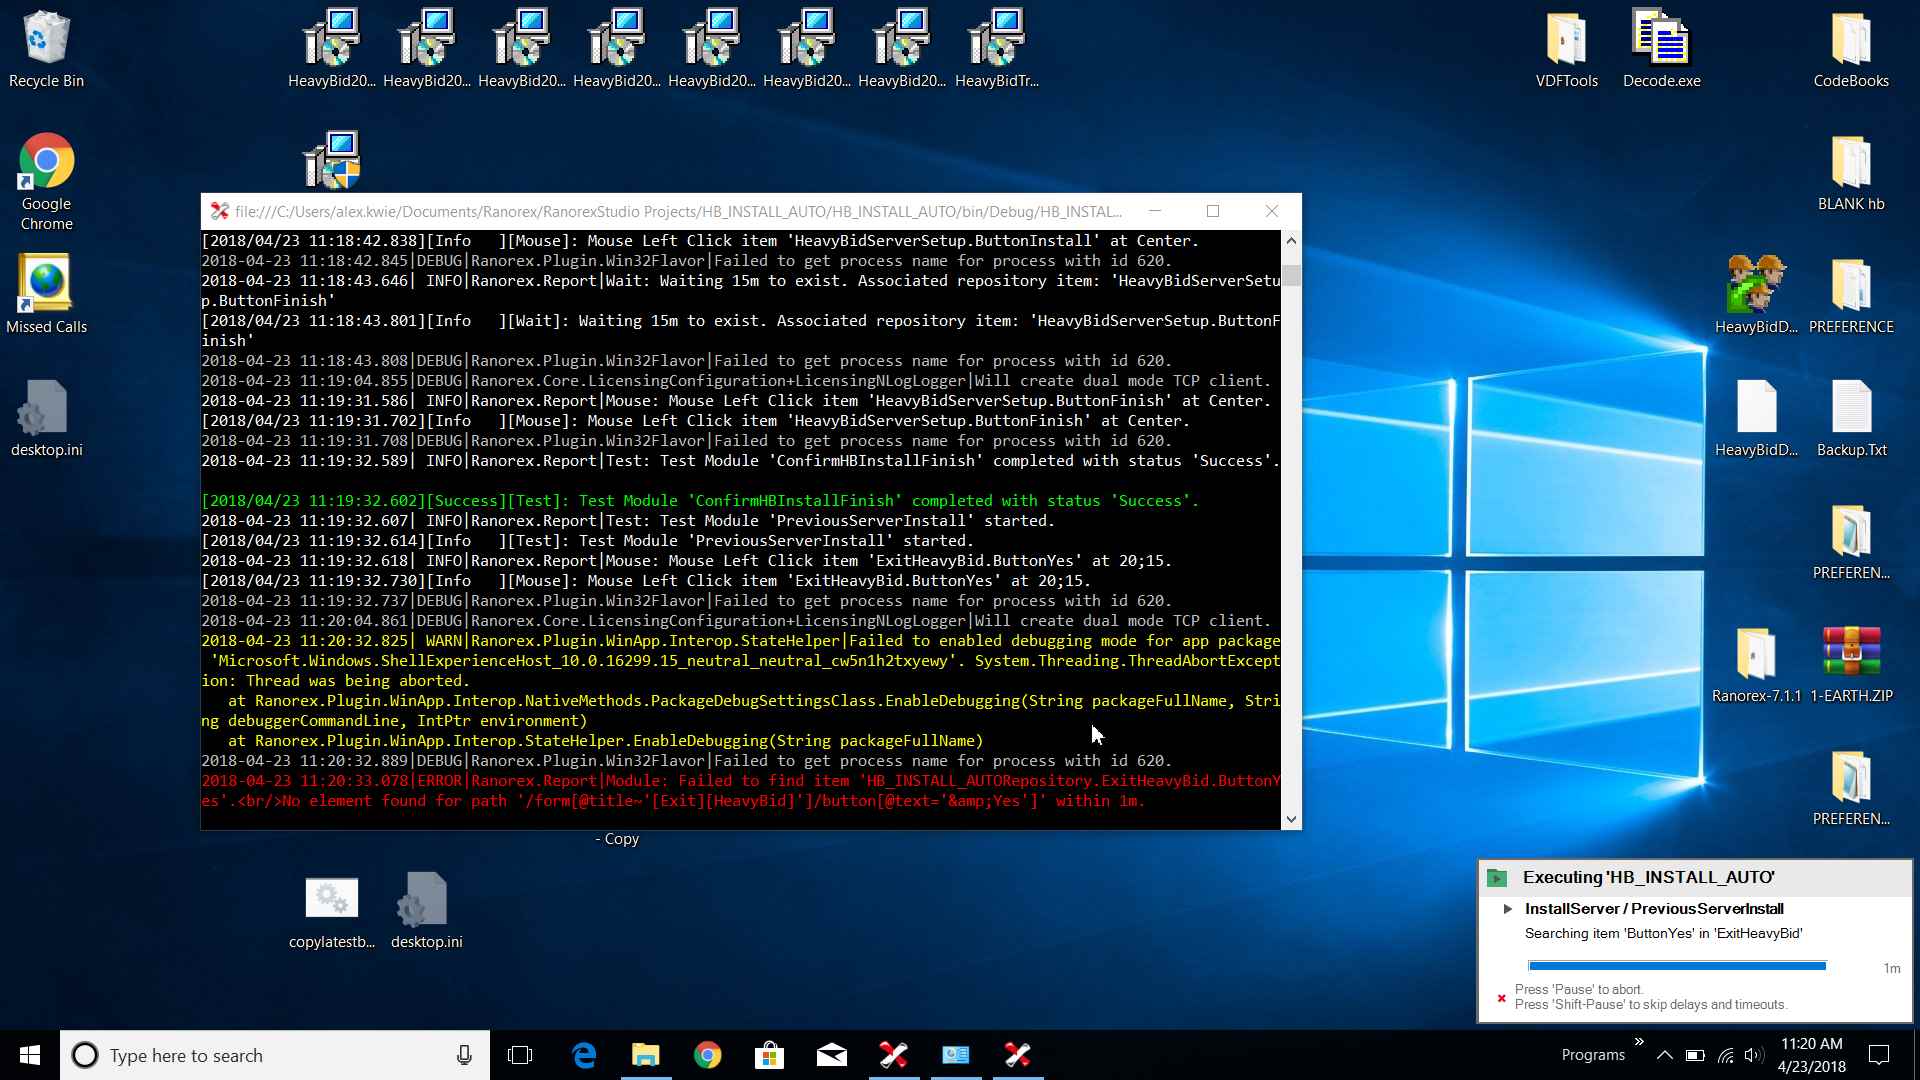 Recycle Bin
HeavyBid20...
HeavyBid20...
HeavyBid20...
HeavyBid20...
HeavyBid20...
HeavyBid20...
HeavyBid20...
HeavyBidTr...
VDFTools
Decode.exe
CodeBooks
Google
Chrome
BLANK hb
Missed Calls
HeavyBidD...
PREFERENCE
desktop.ini
HeavyBidD...
Backup.Txt
PREFEREN...
Ranorex-7.1.1
1-EARTH.ZIP
PREFEREN...
file:///C:/Users/alex.kwie/Documents/Ranorex/RanorexStudio Projects/HB_INSTALL_AUTO/HB_INSTALL_AUTO/bin/Debug/HB_INSTAL...
[2018/04/23 11:18:42.838][Info   ][Mouse]: Mouse Left Click item 'HeavyBidServerSetup.ButtonInstall' at Center.
2018-04-23 11:18:42.845|DEBUG|Ranorex.Plugin.Win32Flavor|Failed to get process name for process with id 620.
2018-04-23 11:18:43.646| INFO|Ranorex.Report|Wait: Waiting 15m to exist. Associated repository item: 'HeavyBidServerSetu
p.ButtonFinish'
[2018/04/23 11:18:43.801][Info   ][Wait]: Waiting 15m to exist. Associated repository item: 'HeavyBidServerSetup.ButtonF
inish'
2018-04-23 11:18:43.808|DEBUG|Ranorex.Plugin.Win32Flavor|Failed to get process name for process with id 620.
2018-04-23 11:19:04.855|DEBUG|Ranorex.Core.LicensingConfiguration+LicensingNLogLogger|Will create dual mode TCP client.
2018-04-23 11:19:31.586| INFO|Ranorex.Report|Mouse: Mouse Left Click item 'HeavyBidServerSetup.ButtonFinish' at Center.
[2018/04/23 11:19:31.702][Info   ][Mouse]: Mouse Left Click item 'HeavyBidServerSetup.ButtonFinish' at Center.
2018-04-23 11:19:31.708|DEBUG|Ranorex.Plugin.Win32Flavor|Failed to get process name for process with id 620.
2018-04-23 11:19:32.589| INFO|Ranorex.Report|Test: Test Module 'ConfirmHBInstallFinish' completed with status 'Success'.
[2018/04/23 11:19:32.602][Success][Test]: Test Module 'ConfirmHBInstallFinish' completed with status 'Success'.
2018-04-23 11:19:32.607| INFO|Ranorex.Report|Test: Test Module 'PreviousServerInstall' started.
[2018/04/23 11:19:32.614][Info   ][Test]: Test Module 'PreviousServerInstall' started.
2018-04-23 11:19:32.618| INFO|Ranorex.Report|Mouse: Mouse Left Click item 'ExitHeavyBid.ButtonYes' at 20;15.
[2018/04/23 11:19:32.730][Info   ][Mouse]: Mouse Left Click item 'ExitHeavyBid.ButtonYes' at 20;15.
2018-04-23 11:19:32.737|DEBUG|Ranorex.Plugin.Win32Flavor|Failed to get process name for process with id 620.
2018-04-23 11:20:04.861|DEBUG|Ranorex.Core.LicensingConfiguration+LicensingNLogLogger|Will create dual mode TCP client.
2018-04-23 11:20:32.825| WARN|Ranorex.Plugin.WinApp.Interop.StateHelper|Failed to enabled debugging mode for app package
 'Microsoft.Windows.ShellExperienceHost_10.0.16299.15_neutral_neutral_cw5n1h2txyewy'. System.Threading.ThreadAbortExcept
ion: Thread was being aborted.
   at Ranorex.Plugin.WinApp.Interop.NativeMethods.PackageDebugSettingsClass.EnableDebugging(String packageFullName, Stri
ng debuggerCommandLine, IntPtr environment)
   at Ranorex.Plugin.WinApp.Interop.StateHelper.EnableDebugging(String packageFullName)
2018-04-23 11:20:32.889|DEBUG|Ranorex.Plugin.Win32Flavor|Failed to get process name for process with id 620.
2018-04-23 11:20:33.078|ERROR|Ranorex.Report|Module: Failed to find item 'HB_INSTALL_AUTORepository.ExitHeavyBid.ButtonY
es'.<br/>No element found for path '/form[@title~'[Exit][HeavyBid]']/button[@text='&amp;Yes']' within 1m.
- Copy
copylatestb...
desktop.ini
Executing 'HB_INSTALL_AUTO'
InstallServer / PreviousServerInstall
Searching item 'ButtonYes' in 'ExitHeavyBid'
1m
Press 'Pause' to abort.
Press 'Shift-Pause' to skip delays and timeouts.
Type here to search
Programs
11:20 AM
4/23/2018